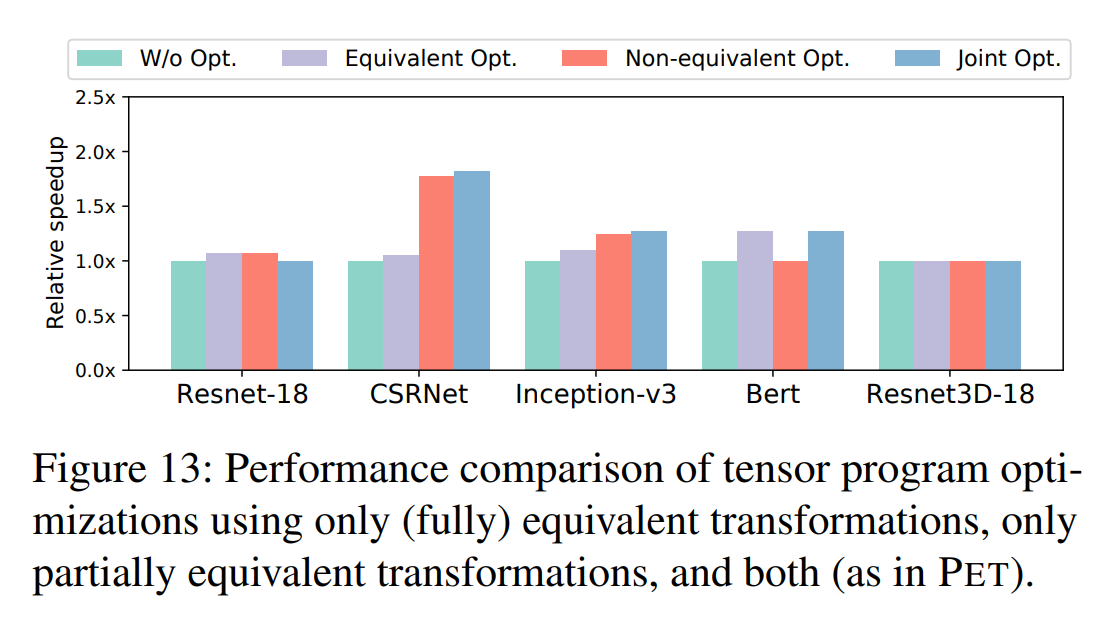 W/o Opt. Equivalent Opt. Non-equivalent Opt. Joint Opt.
2.5x
2.0x
1.5x
1.0x
0.5x
0.0x
Relative speedup
Resnet-18 CSRNet Inception-v3 Bert Resnet3D-18
Figure 13: Performance comparison of tensor program opti-
mizations using only (fully) equivalent transformations, only
partially equivalent transformations, and both (as in PET).